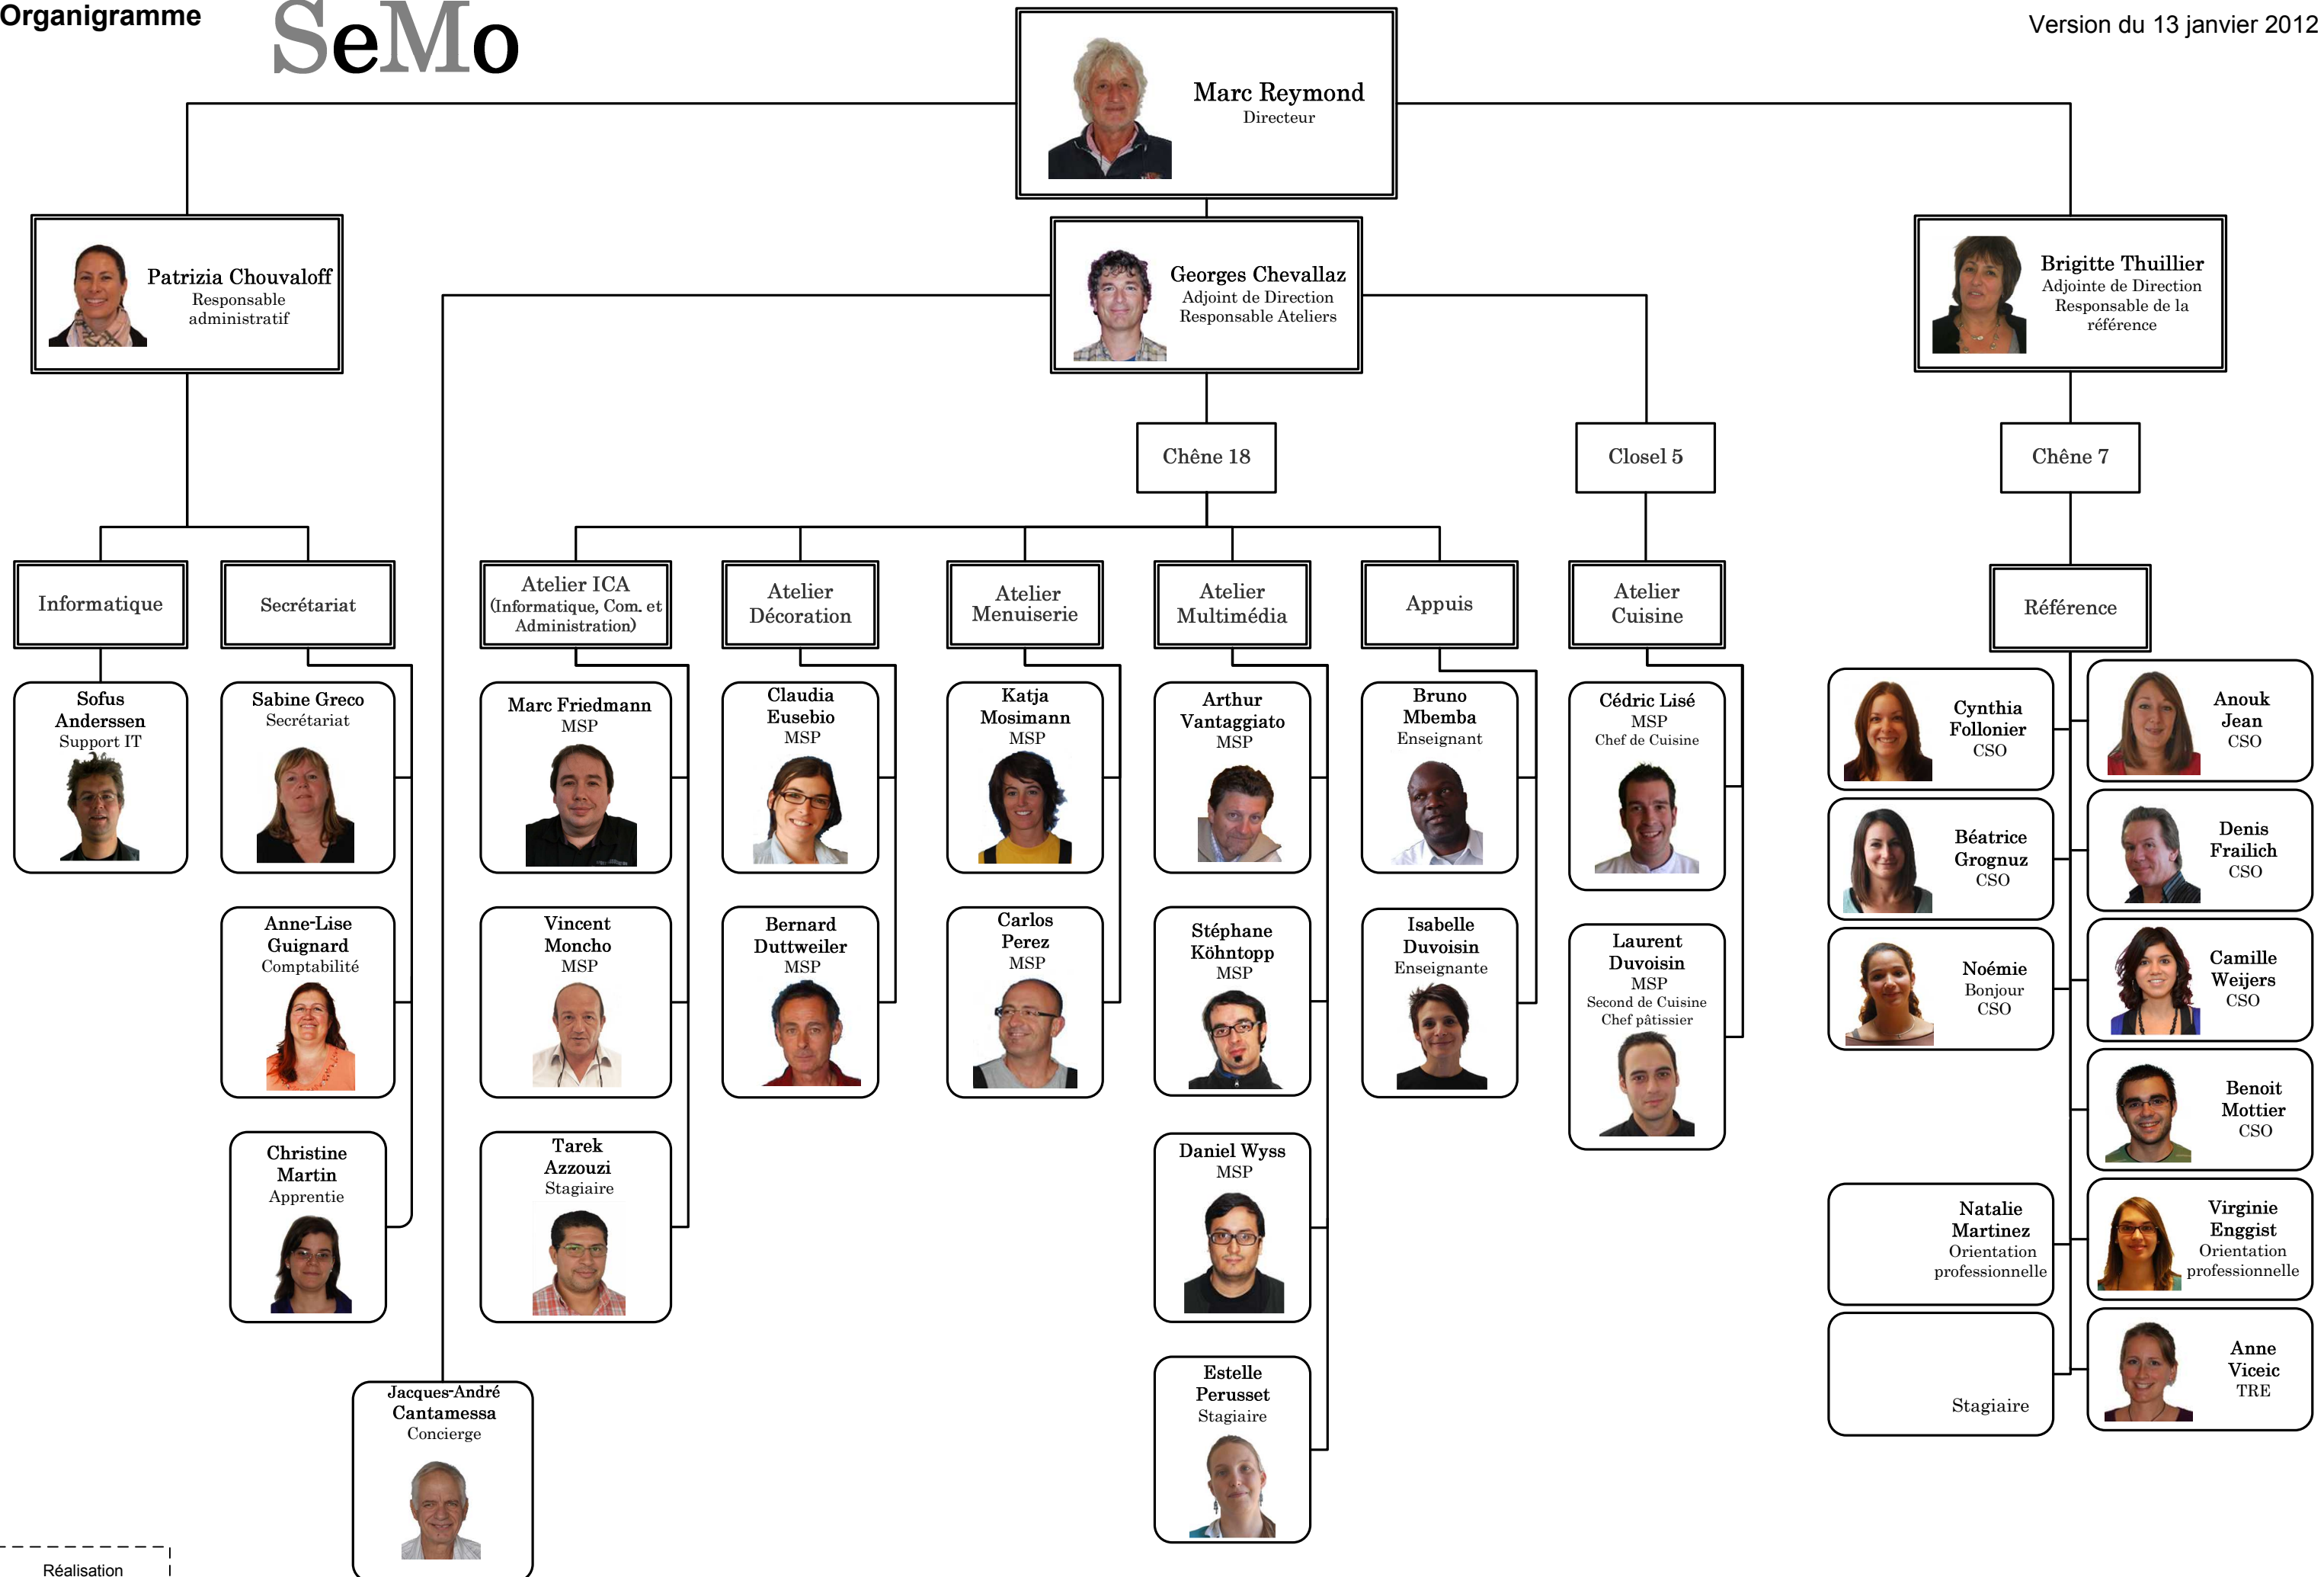 Organigramme
SeMo
Version du 13 janvier 2012
Marc Reymond
Directeur
Patrizia Chouvaloff
Responsable
administratif
Georges Chevallaz
Adjoint de Direction
Responsable Ateliers
Brigitte Thuillier
Adjointe de Direction
Responsable de la
référence
Chêne 18
Closel 5
Chêne 7
Informatique
Secrétariat
Atelier ICA
(Informatique, Com. et
Administration)
Atelier
Décoration
Atelier
Menuiserie
Atelier
Multimédia
Appuis
Atelier
Cuisine
Référence
Sofus
Anderssen
Support IT
Sabine Greco
Secrétariat
Marc Friedmann
MSP
Claudia
Eusebio
MSP
Katja
Mosimann
MSP
Arthur
Vantaggiato
MSP
Bruno
Mbemba
Enseignant
Cédric Lisé
MSP
Chef de Cuisine
Cynthia
Follonier
CSO
Anouk
Jean
CSO
Béatrice
Grognuz
CSO
Denis
Frailich
CSO
Anne-Lise
Guignard
Comptabilité
Vincent
Moncho
MSP
Bernard
Duttweiler
MSP
Carlos
Perez
MSP
Stéphane
Köhntopp
MSP
Isabelle
Duvoisin
Enseignante
Laurent
Duvoisin
MSP
Second de Cuisine
Chef pâtissier
Noémie
Bonjour
CSO
Camille
Weijers
CSO
Benoit
Mottier
CSO
Christine
Martin
Apprentie
Tarek
Azzouzi
Stagiaire
Daniel Wyss
MSP
Natalie
Martinez
Orientation
professionnelle
Virginie
Enggist
Orientation
professionnelle
Jacques-André
Cantamessa
Concierge
Estelle
Perusset
Stagiaire
Stagiaire
Anne
Viceic
TRE
Réalisation